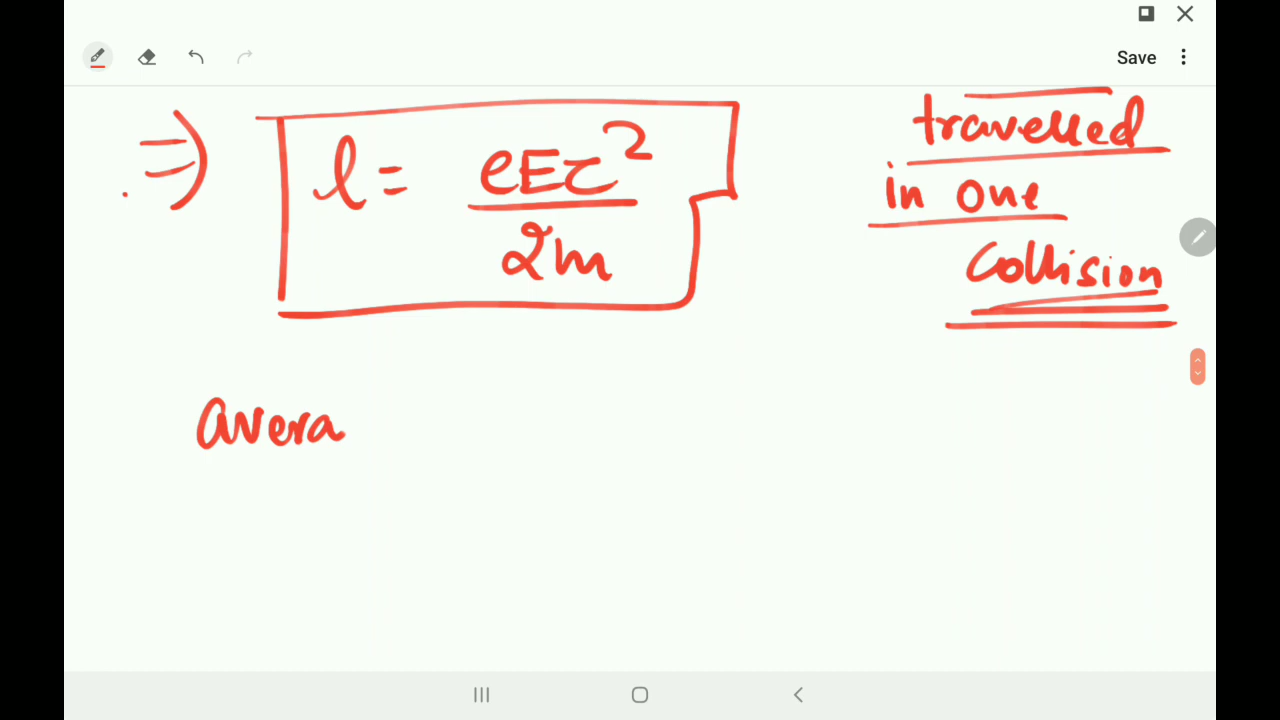 Save
travelled
in one
Collision
⇒ l = eEτ²/2m
avera